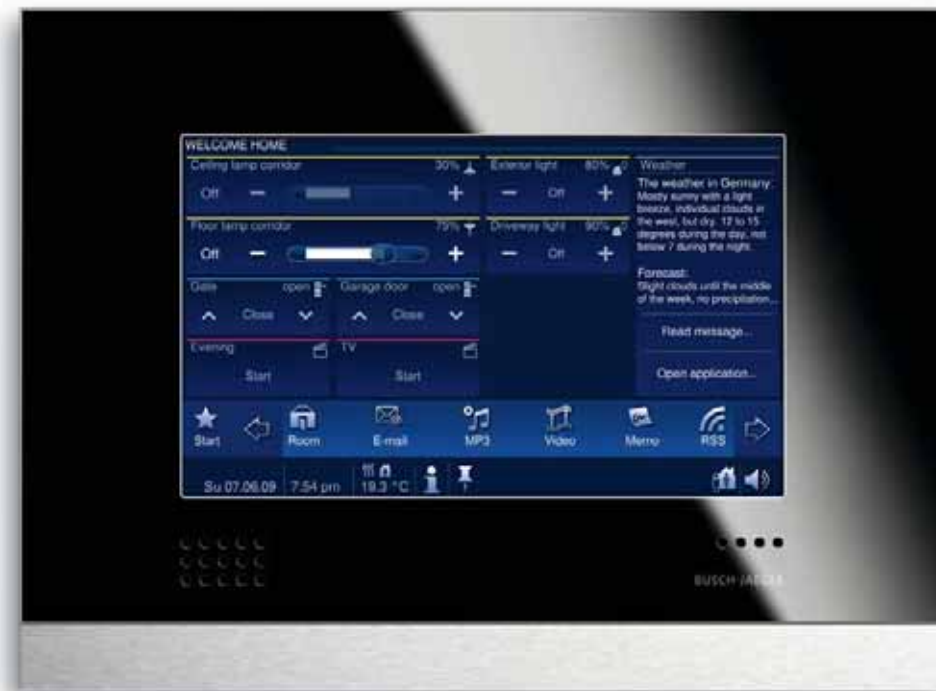 WELCOME HOME
Ceiling lamp corridor 30%
Off − +
Exterior light 80%
− Off +
Floor lamp corridor 75%
Off − +
Driveway light 90%
− Off +
Gate open
Close
Garage door open
Close
Evening
Start
TV
Start
Weather
The weather in Germany:
Mostly sunny with a light
breeze, individual clouds in
the west, but dry. 12 to 15
degrees during the day, not
below 7 during the night.
Forecast:
Slight clouds until the middle
of the week, no precipitation...
Read message...
Open application...
Start Room E-mail MP3 Video Memo RSS
Su 07.06.09 7:54 pm 19.3 °C
BUSCH-JAEGER